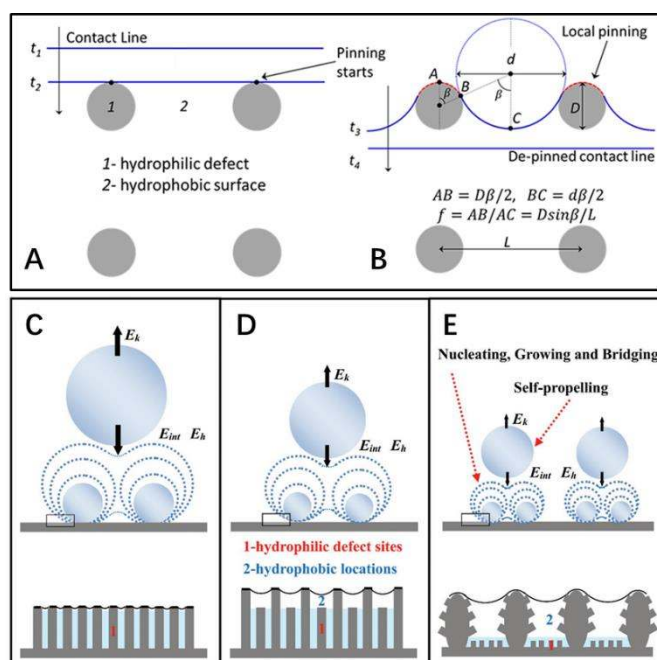 A
Contact Line
t1
t2
Pinning
starts
1
2
1- hydrophilic defect
2- hydrophobic surface
B
Local pinning
d
A
β
B
β
D
C
t3
t4
De-pinned contact line
AB = Dβ/2, BC = dβ/2
f = AB/AC = Dsinβ/L
L
C
Ek
Eint Eh
1
D
Ek
Eint Eh
1-hydrophilic defect sites
2-hydrophobic locations
2
1
E
Nucleating, Growing and Bridging
Self-propelling
Ek
Eint Eh
2
1